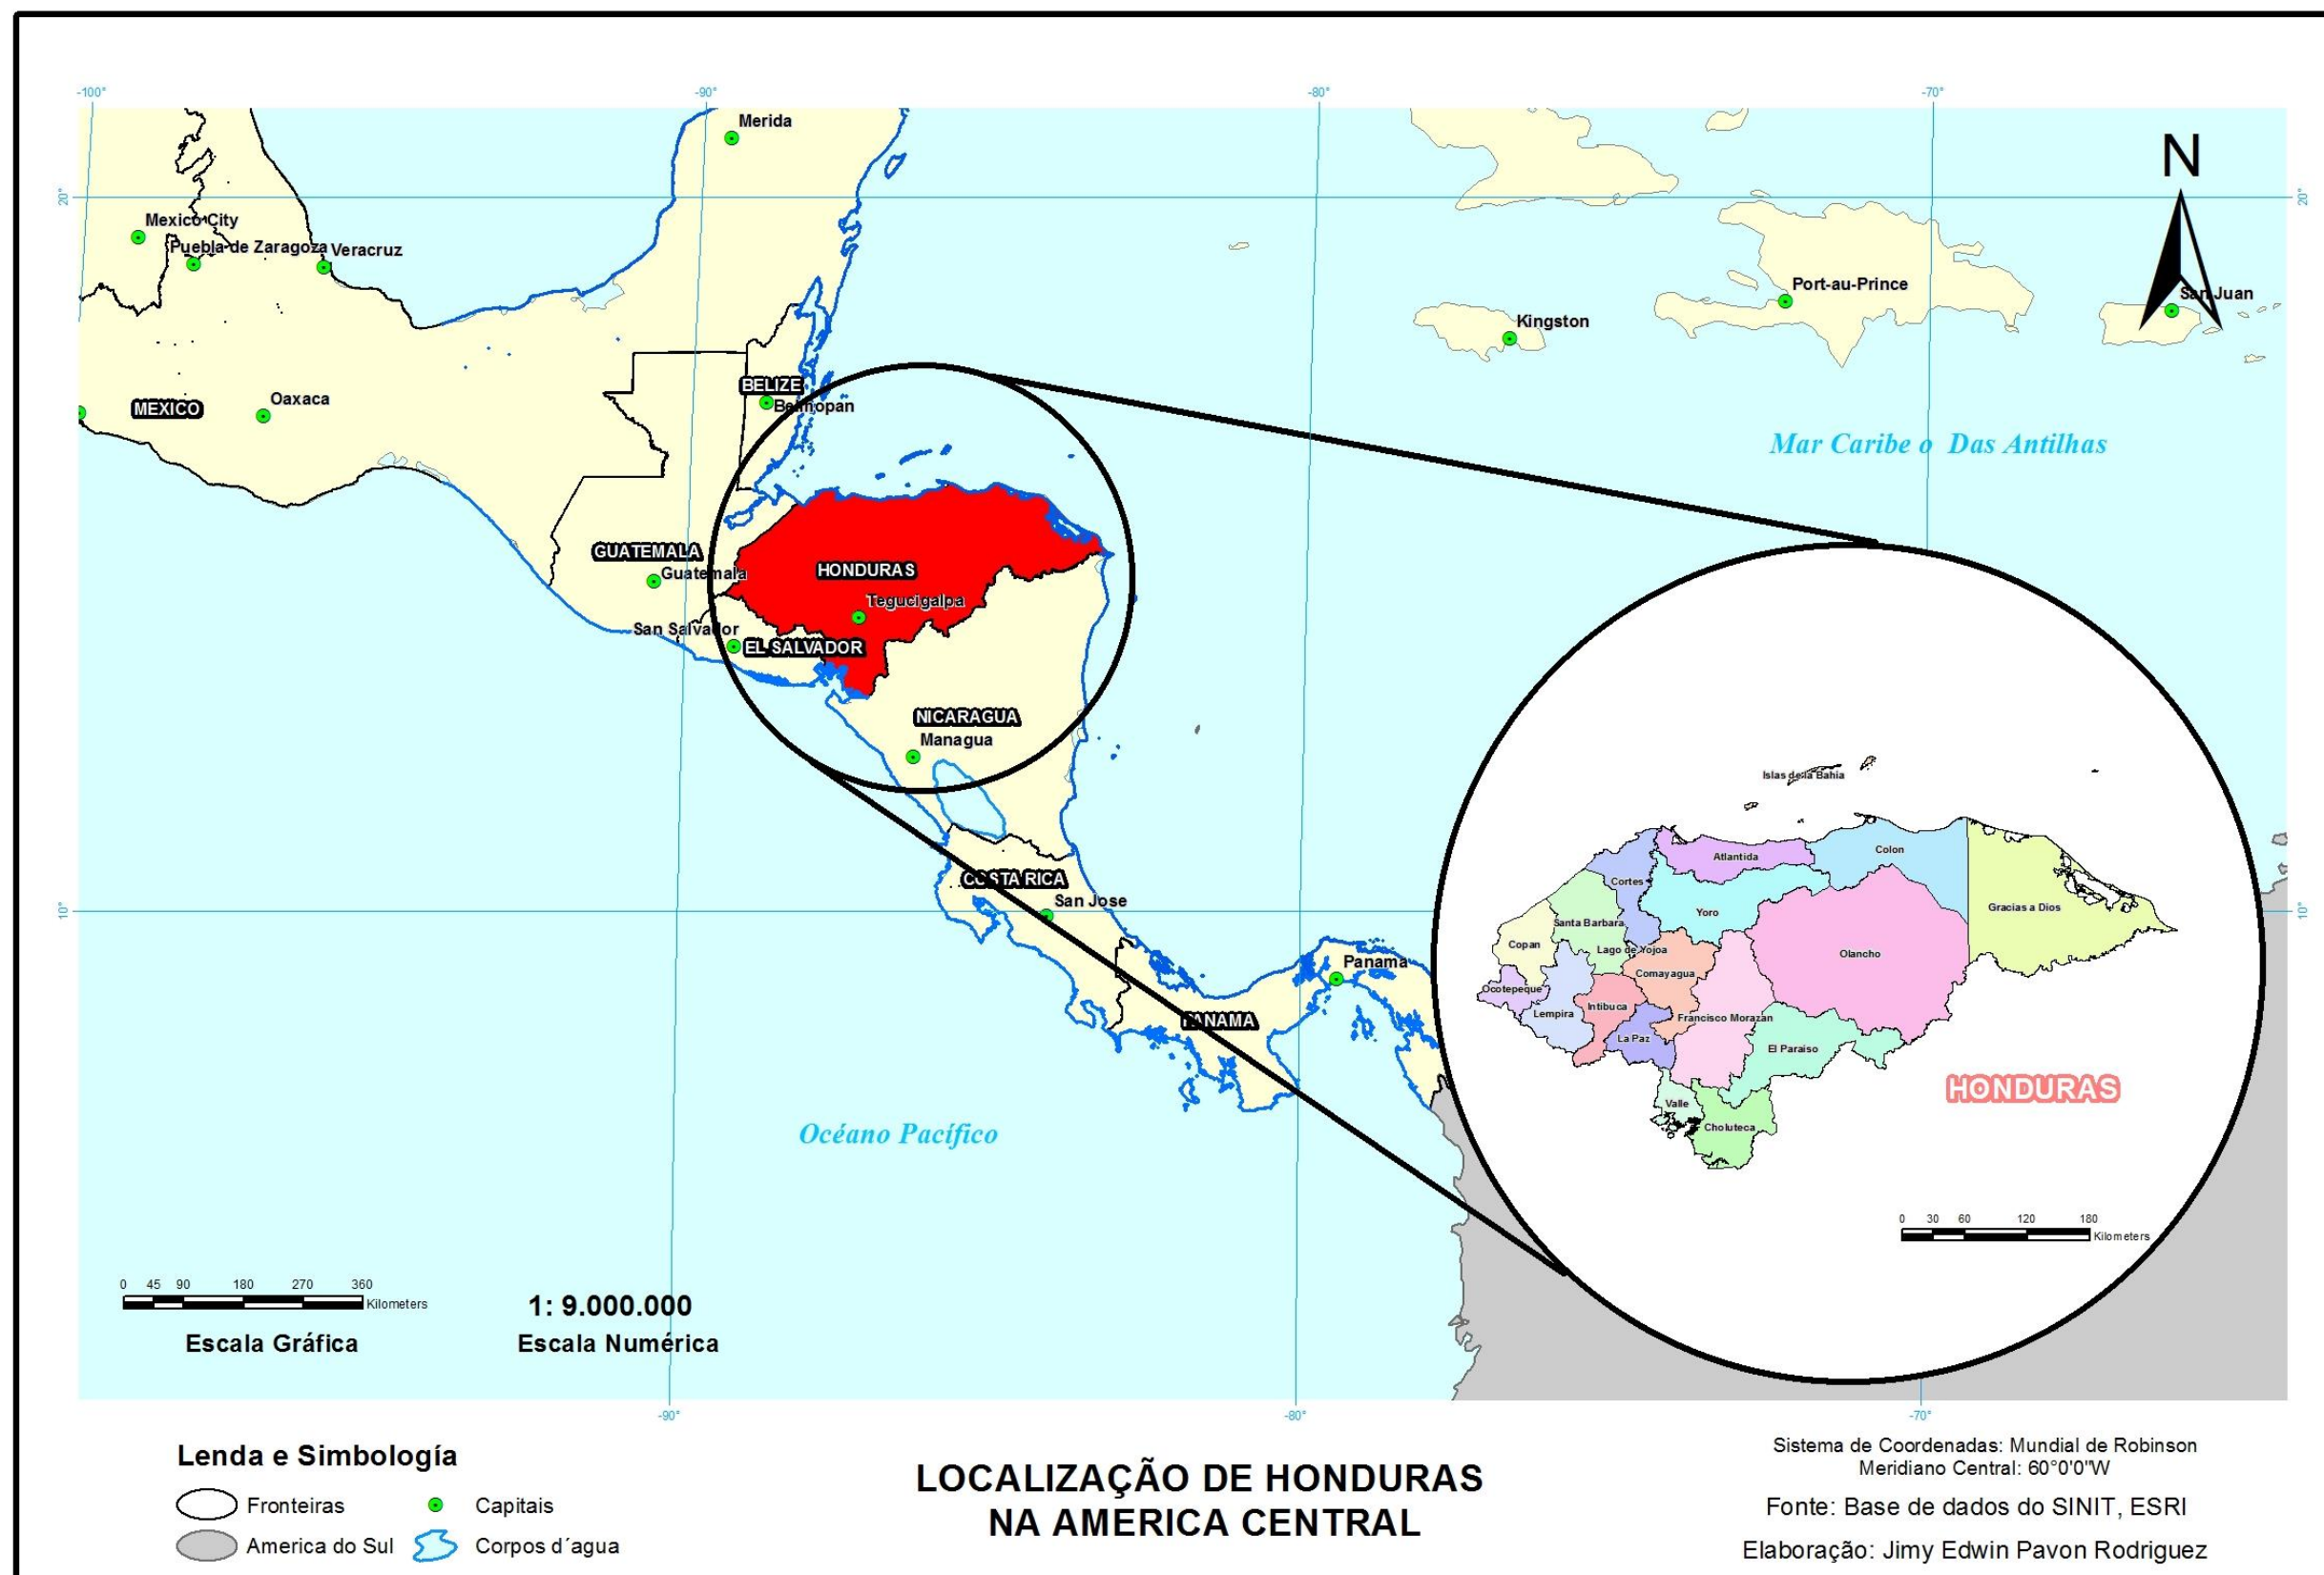 -100°
-90°
-80°
-70°
20°
20°
Merida
N
Mexico City
Puebla de Zaragoza
Veracruz
Port-au-Prince
San Juan
Kingston
BELIZE
Belmopan
MEXICO
Oaxaca
Mar Caribe o Das Antilhas
GUATEMALA
Guatemala
HONDURAS
Tegucigalpa
San Salvador
EL SALVADOR
NICARAGUA
Managua
COSTA RICA
San Jose
10°
10°
Panama
PANAMA
Océano Pacífico
Islas de la Bahia
Atlantida
Colon
Cortes
Yoro
Gracias a Dios
Santa Barbara
Copan
Lago de Yojoa
Olancho
Comayagua
Ocotepeque
Intibuca
Lempira
Francisco Morazan
La Paz
El Paraiso
HONDURAS
Valle
Choluteca
0 30 60 120 180
Kilometers
0 45 90 180 270 360
Kilometers
Escala Gráfica
1: 9.000.000
Escala Numérica
-90°
-80°
-70°
Lenda e Simbología
Fronteiras
Capitais
America do Sul
Corpos d´agua
LOCALIZAÇÃO DE HONDURAS
NA AMERICA CENTRAL
Sistema de Coordenadas: Mundial de Robinson
Meridiano Central: 60°0'0"W
Fonte: Base de dados do SINIT, ESRI
Elaboração: Jimy Edwin Pavon Rodriguez